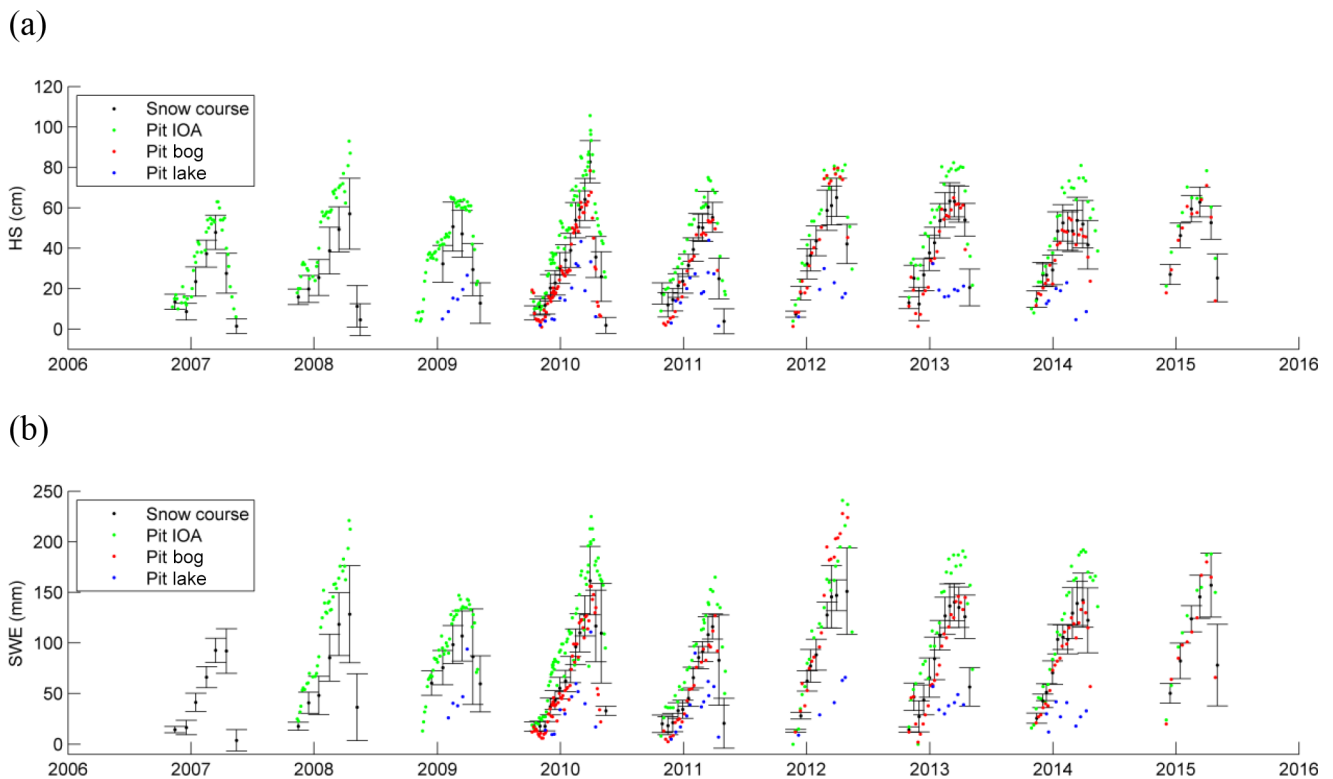 (a)
120
100
80
60
40
20
0
HS (cm)
Snow course
Pit IOA
Pit bog
Pit lake
2006 2007 2008 2009 2010 2011 2012 2013 2014 2015 2016
(b)
250
200
150
100
50
0
SWE (mm)
Snow course
Pit IOA
Pit bog
Pit lake
2006 2007 2008 2009 2010 2011 2012 2013 2014 2015 2016